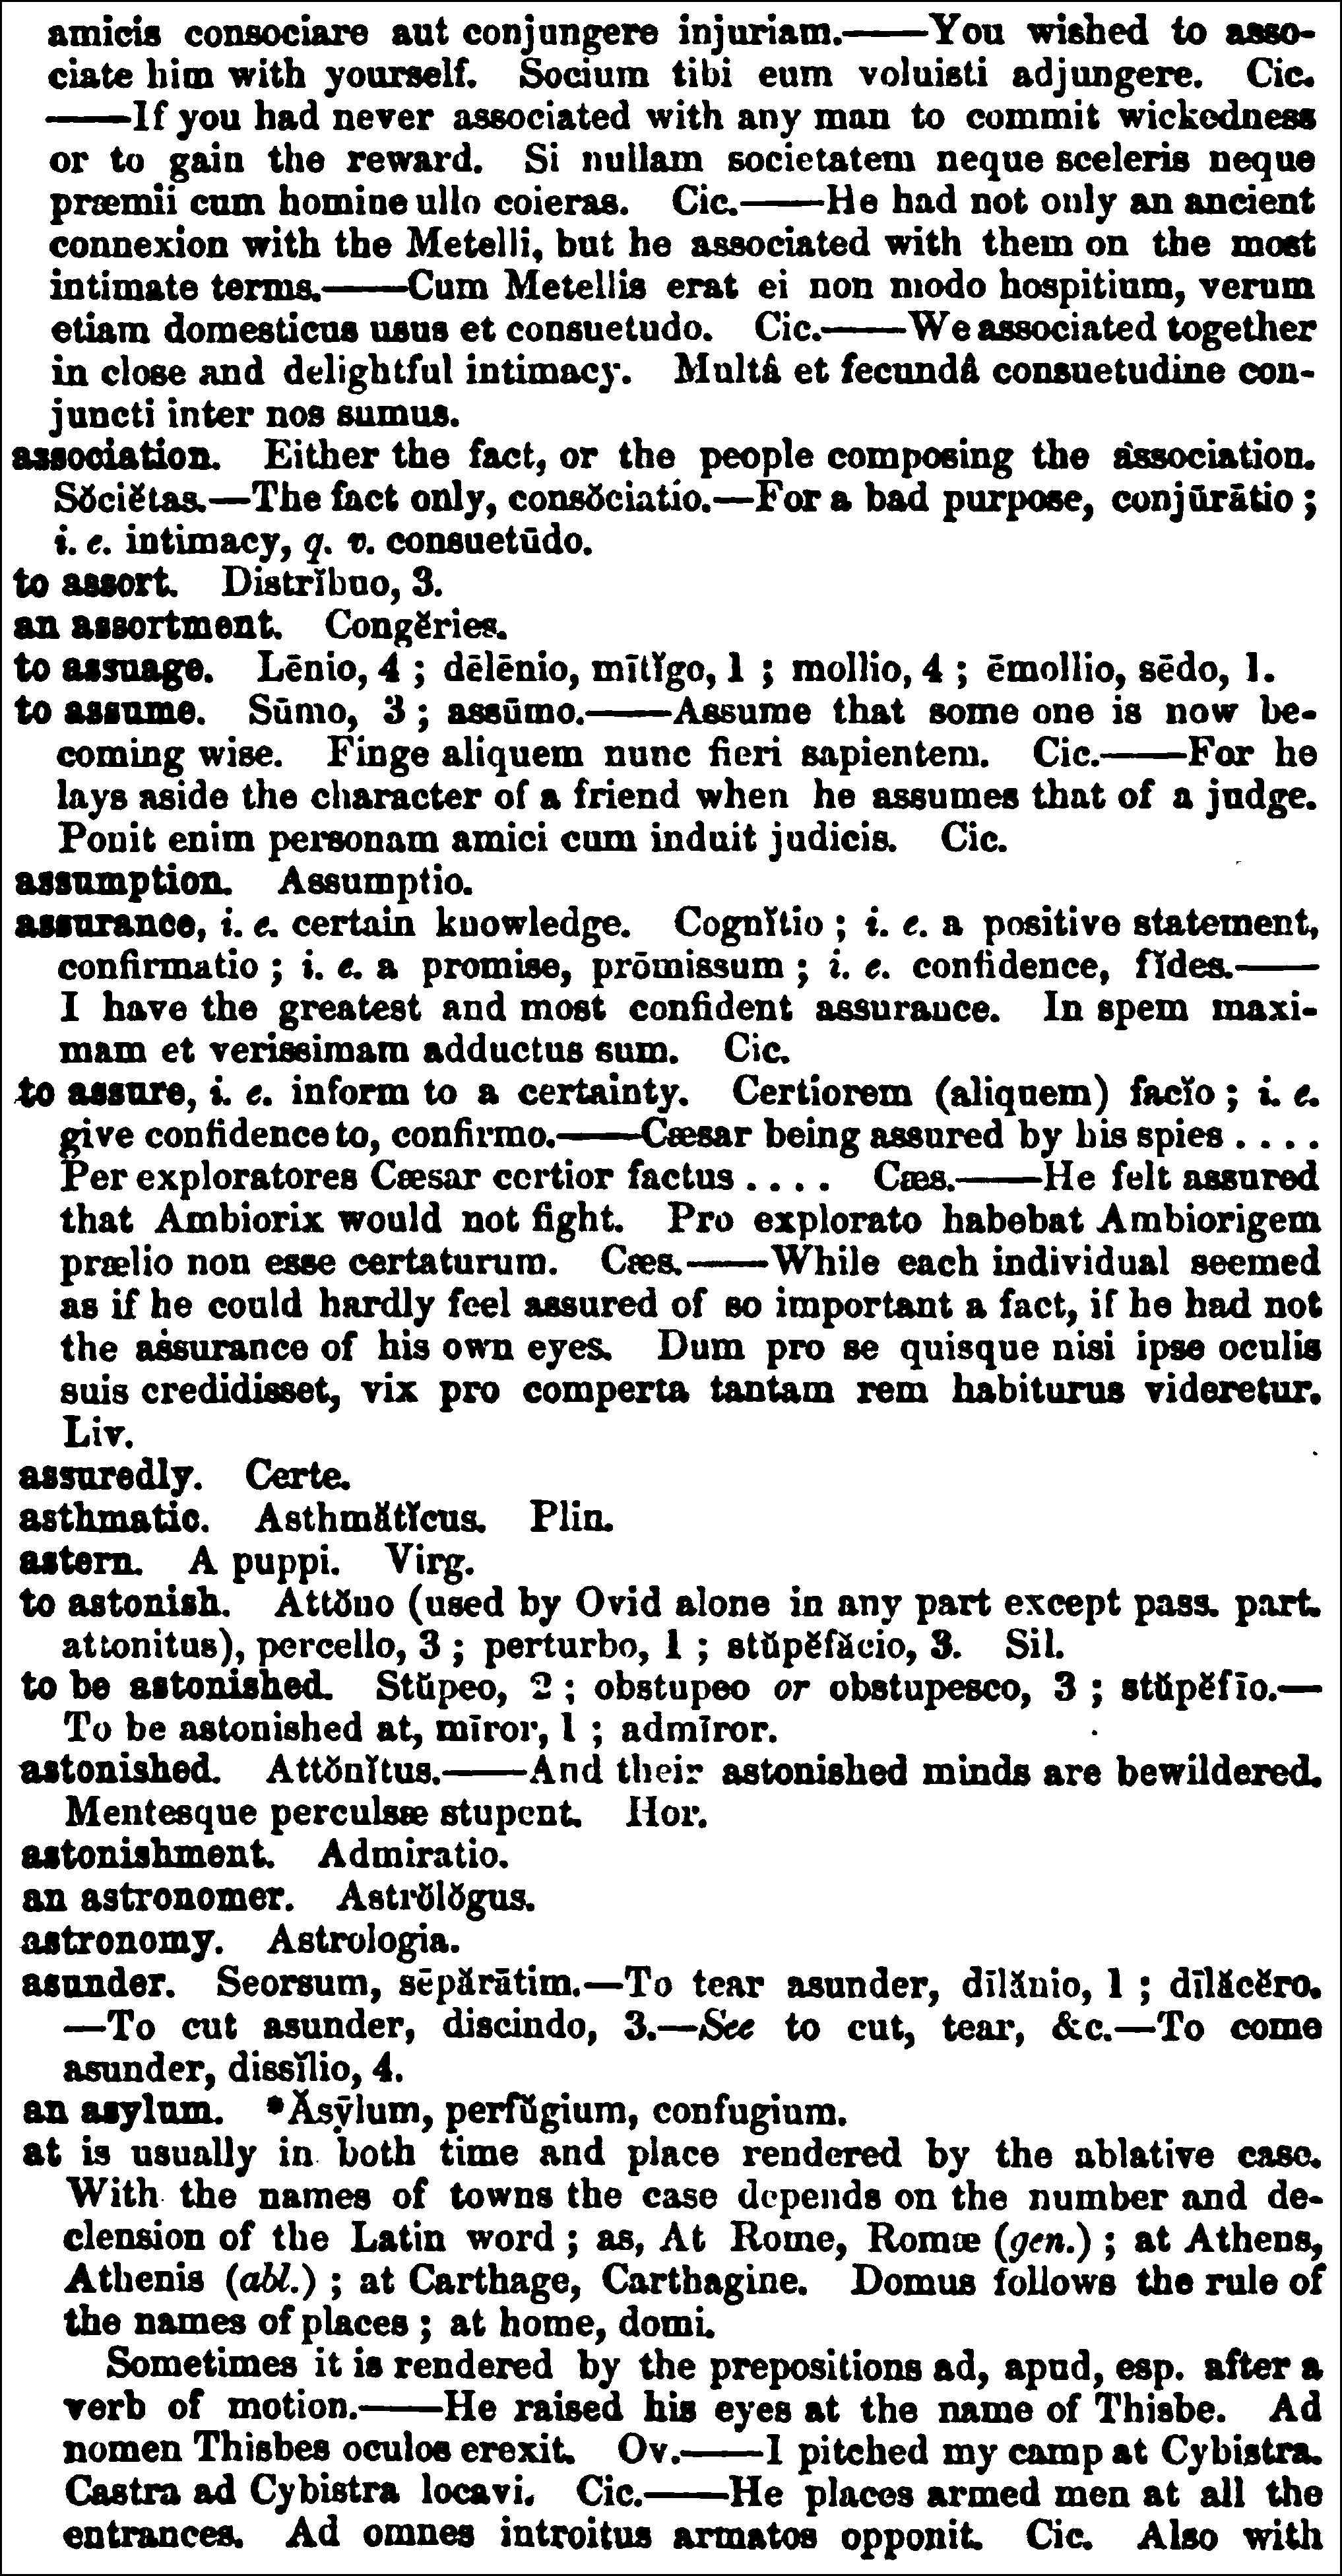 amicis consociare aut conjungere injuriam.——You wished to asso-
ciate him with yourself. Socium tibi eum voluisti adjungere. Cic.
——If you had never associated with any man to commit wickedness
or to gain the reward. Si nullam societatem neque sceleris neque
præmii cum homine ullo coieras. Cic.——He had not only an ancient
connexion with the Metelli, but he associated with them on the most
intimate terms.——Cum Metellis erat ei non modo hospitium, verum
etiam domesticus usus et consuetudo. Cic.——We associated together
in close and delightful intimacy. Multâ et fecundâ consuetudine con-
juncti inter nos sumus.
association. Either the fact, or the people composing the association.
Sŏciĕtas.—The fact only, consŏciatio.—For a bad purpose, conjūrātio ;
i. e. intimacy, q. v. consuetūdo.
to assort. Distrĭbuo, 3.
an assortment. Congĕries.
to assuage. Lēnio, 4 ; dēlēnio, mītĭgo, 1 ; mollio, 4 ; ēmollio, sēdo, 1.
to assume. Sūmo, 3 ; assūmo.——Assume that some one is now be-
coming wise. Finge aliquem nunc fieri sapientem. Cic.——For he
lays aside the character of a friend when he assumes that of a judge.
Ponit enim personam amici cum induit judicis. Cic.
assumption. Assumptio.
assurance, i. e. certain knowledge. Cognĭtio ; i. e. a positive statement,
confirmatio ; i. e. a promise, prōmissum ; i. e. confidence, fĭdes.——
I have the greatest and most confident assurance. In spem maxi-
mam et verissimam adductus sum. Cic.
to assure, i. e. inform to a certainty. Certiorem (aliquem) facĭo ; i. e.
give confidence to, confirmo.——Cæsar being assured by his spies . . . .
Per exploratores Cæsar certior factus . . . . Cæs.——He felt assured
that Ambiorix would not fight. Pro explorato habebat Ambiorigem
prælio non esse certaturum. Cæs.——While each individual seemed
as if he could hardly feel assured of so important a fact, if he had not
the assurance of his own eyes. Dum pro se quisque nisi ipse oculis
suis credidisset, vix pro comperta tantam rem habiturus videretur.
Liv.
assuredly. Certe.
asthmatic. Asthmătĭcus. Plin.
astern. A puppi. Virg.
to astonish. Attŏno (used by Ovid alone in any part except pass. part.
attonitus), percello, 3 ; perturbo, 1 ; stŭpĕfăcio, 3. Sil.
to be astonished. Stŭpeo, 2 ; obstupeo or obstupesco, 3 ; stŭpĕfīo.—
To be astonished at, mīror, 1 ; admīror.
astonished. Attŏnĭtus.——And their astonished minds are bewildered.
Mentesque perculsæ stupent. Hor.
astonishment. Admiratio.
an astronomer. Astrŏlŏgus.
astronomy. Astrologia.
asunder. Seorsum, sēpărātim.—To tear asunder, dīlănio, 1 ; dīlăcĕro.
—To cut asunder, discindo, 3.—See to cut, tear, &c.—To come
asunder, dissĭlio, 4.
an asylum. *Ăsȳlum, perfŭgium, confugium.
at is usually in both time and place rendered by the ablative case.
With the names of towns the case depends on the number and de-
clension of the Latin word ; as, At Rome, Romæ (gen.) ; at Athens,
Athenis (abl.) ; at Carthage, Carthagine. Domus follows the rule of
the names of places ; at home, domi.
Sometimes it is rendered by the prepositions ad, apud, esp. after a
verb of motion.——He raised his eyes at the name of Thisbe. Ad
nomen Thisbes oculos erexit. Ov.——I pitched my camp at Cybistra.
Castra ad Cybistra locavi. Cic.——He places armed men at all the
entrances. Ad omnes introitus armatos opponit. Cic. Also with